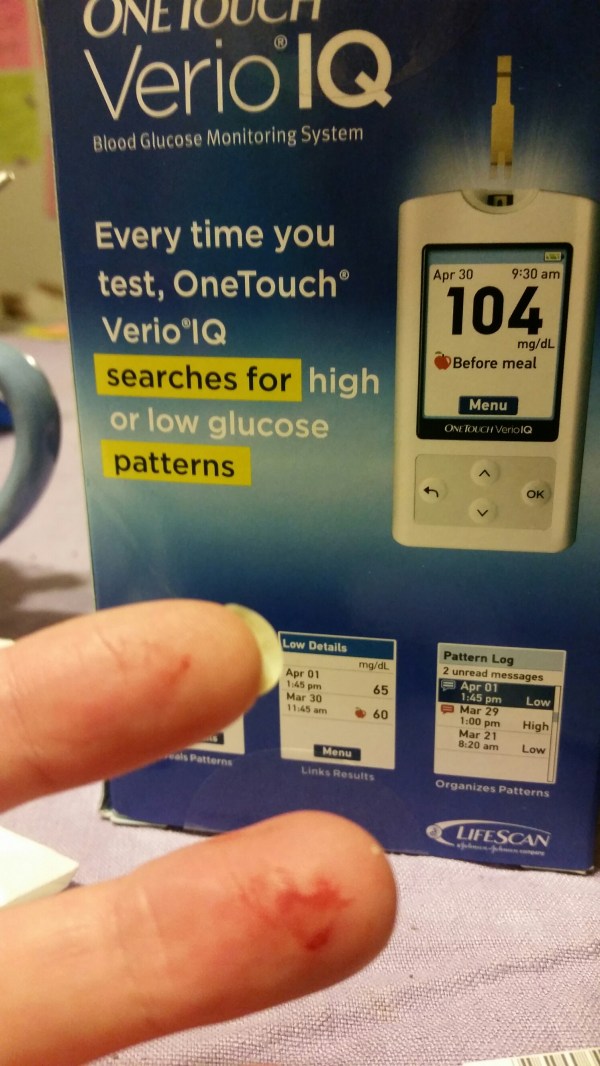 ONETOUCH
Verio®IQ
Blood Glucose Monitoring System
Every time you
test, OneTouch®
Verio®IQ
searches for high
or low glucose
patterns
Apr 30 9:30 am
104
mg/dL
Before meal
Menu
ONETOUCH VerioIQ
OK
Low Details
mg/dL
Apr 01
1:45 pm 65
Mar 30
11:45 am 60
Menu
Links Results
Patterns
Pattern Log
2 unread messages
Apr 01
1:45 pm Low
Mar 29
1:00 pm High
Mar 21
8:20 am Low
Organizes Patterns
LIFESCAN